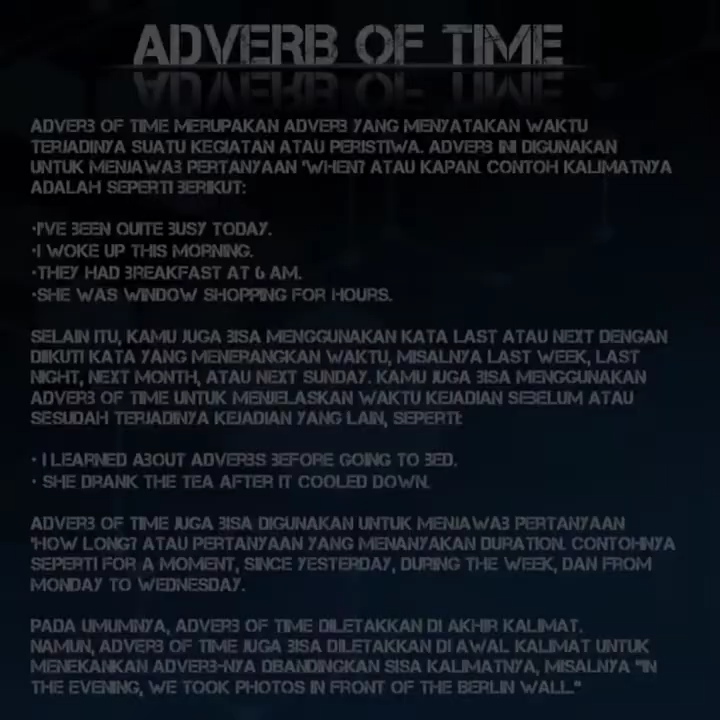 ADVERB OF TIME
ADVERB OF TIME MERUPAKAN ADVERB YANG MENYATAKAN WAKTU
TERJADINYA SUATU KEGIATAN ATAU PERISTIWA. ADVERB INI DIGUNAKAN
UNTUK MENJAWAB PERTANYAAN "WHEN? ATAU KAPAN. CONTOH KALIMATNYA
ADALAH SEPERTI BERIKUT:
•I'VE BEEN QUITE BUSY TODAY.
•I WOKE UP THIS MORNING.
•THEY HAD BREAKFAST AT 6 AM.
•SHE WAS WINDOW SHOPPING FOR HOURS.
SELAIN ITU, KAMU JUGA BISA MENGGUNAKAN KATA LAST ATAU NEXT DENGAN
DIIKUTI KATA YANG MENERANGKAN WAKTU, MISALNYA LAST WEEK, LAST
NIGHT, NEXT MONTH, ATAU NEXT SUNDAY. KAMU JUGA BISA MENGGUNAKAN
ADVERB OF TIME UNTUK MENJELASKAN WAKTU KEJADIAN SEBELUM ATAU
SESUDAH TERJADINYA KEJADIAN YANG LAIN, SEPERTI:
• I LEARNED ABOUT ADVERBS BEFORE GOING TO BED.
• SHE DRANK THE TEA AFTER IT COOLED DOWN.
ADVERB OF TIME JUGA BISA DIGUNAKAN UNTUK MENJAWAB PERTANYAAN
"HOW LONG? ATAU PERTANYAAN YANG MENANYAKAN DURATION. CONTOHNYA
SEPERTI FOR A MOMENT, SINCE YESTERDAY, DURING THE WEEK, DAN FROM
MONDAY TO WEDNESDAY.
PADA UMUMNYA, ADVERB OF TIME DILETAKKAN DI AKHIR KALIMAT.
NAMUN, ADVERB OF TIME JUGA BISA DILETAKKAN DI AWAL KALIMAT UNTUK
MENEKANKAN ADVERB-NYA DBANDINGKAN SISA KALIMATNYA, MISALNYA "IN
THE EVENING, WE TOOK PHOTOS IN FRONT OF THE BERLIN WALL."